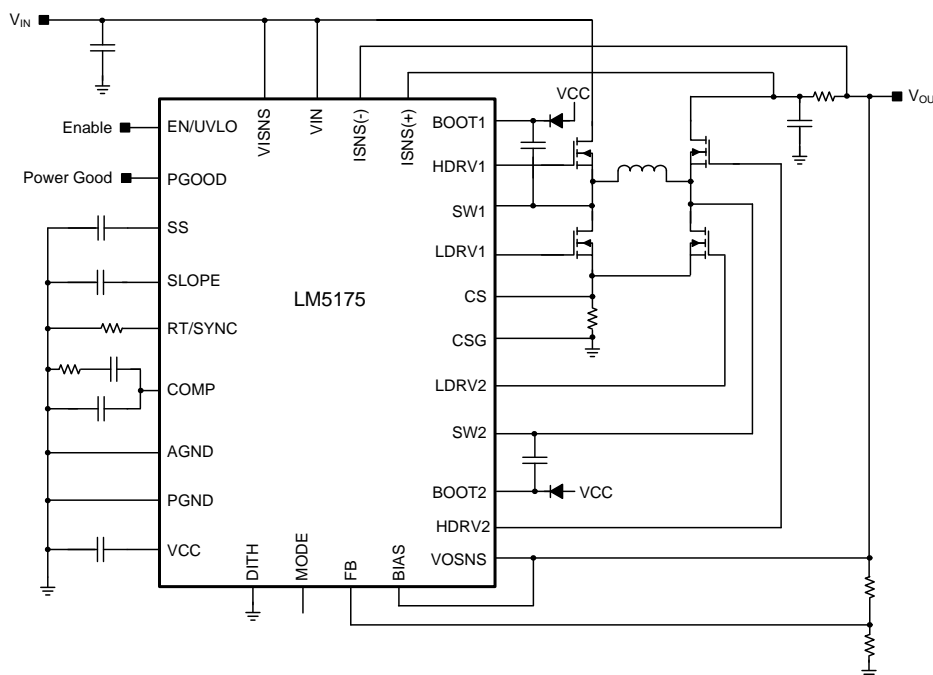 VIN
VISNS
VIN
ISNS(-)
ISNS(+)
VCC
VOU
Enable
EN/UVLO
BOOT1
Power Good
PGOOD
HDRV1
SS
SW1
SLOPE
LDRV1
LM5175
CS
RT/SYNC
CSG
COMP
LDRV2
AGND
SW2
PGND
BOOT2
VCC
HDRV2
VCC
VOSNS
DITH
MODE
FB
BIAS